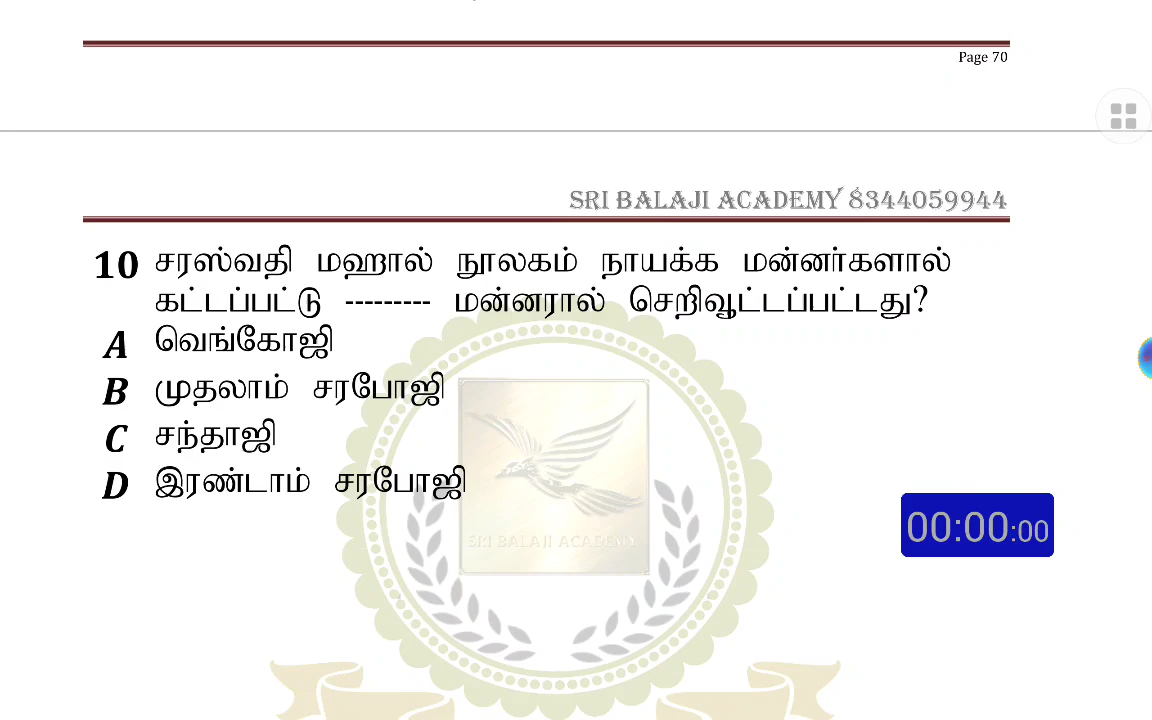 Page 70
SRI BALAJI ACADEMY 8344059944
10 சரஸ்வதி மஹால் நூலகம் நாயக்க மன்னர்களால்
கட்டப்பட்டு --------- மன்னரால் செறிவூட்டப்பட்டது?
A வெங்கோஜி
B முதலாம் சரபோஜி
C சந்தாஜி
D இரண்டாம் சரபோஜி
00:00:00
SRI BALAJI ACADEMY